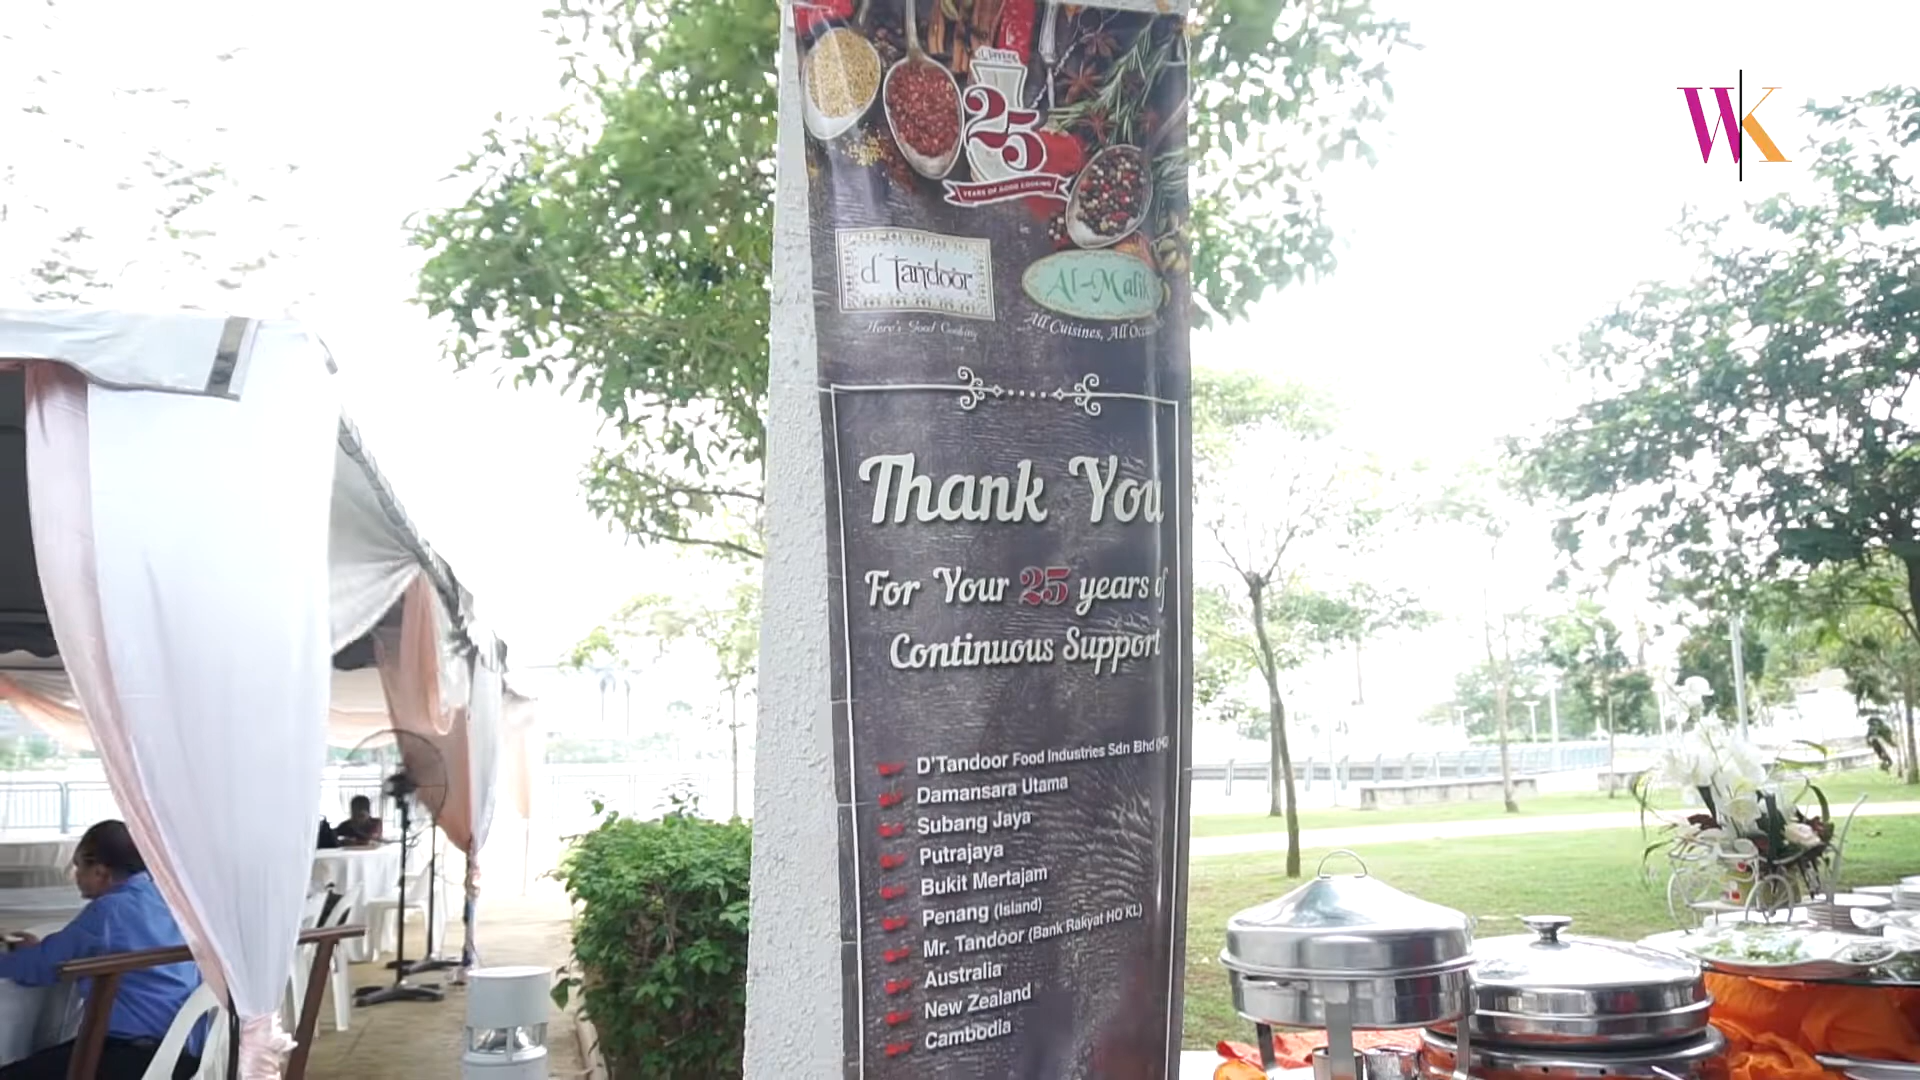 WK
25
YEARS OF GOOD COOKING
d'Tandoor
Al-Malik
Here's Good Cooking
All Cuisines, All
Thank You
For Your 25 years of
Continuous Support
D'Tandoor Food Industries Sdn Bhd (HQ)
Damansara Utama
Subang Jaya
Putrajaya
Bukit Mertajam
Penang (Island)
Mr. Tandoor (Bank Rakyat HQ KL)
Australia
New Zealand
Cambodia